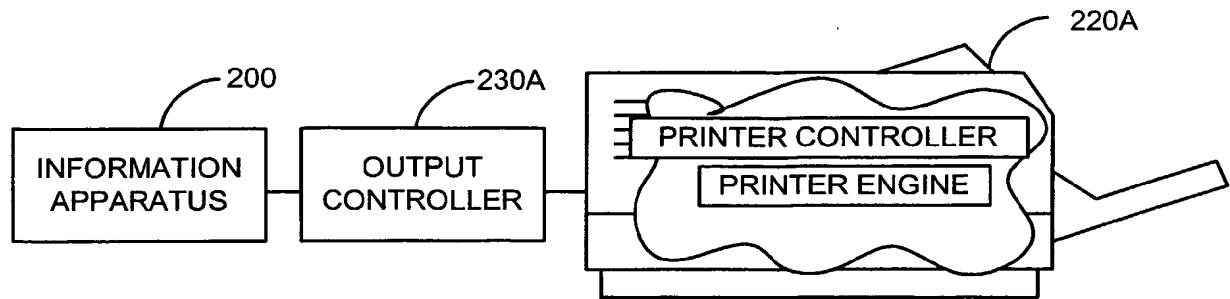 220A
200
230A
INFORMATION
APPARATUS
OUTPUT
CONTROLLER
PRINTER CONTROLLER
PRINTER ENGINE